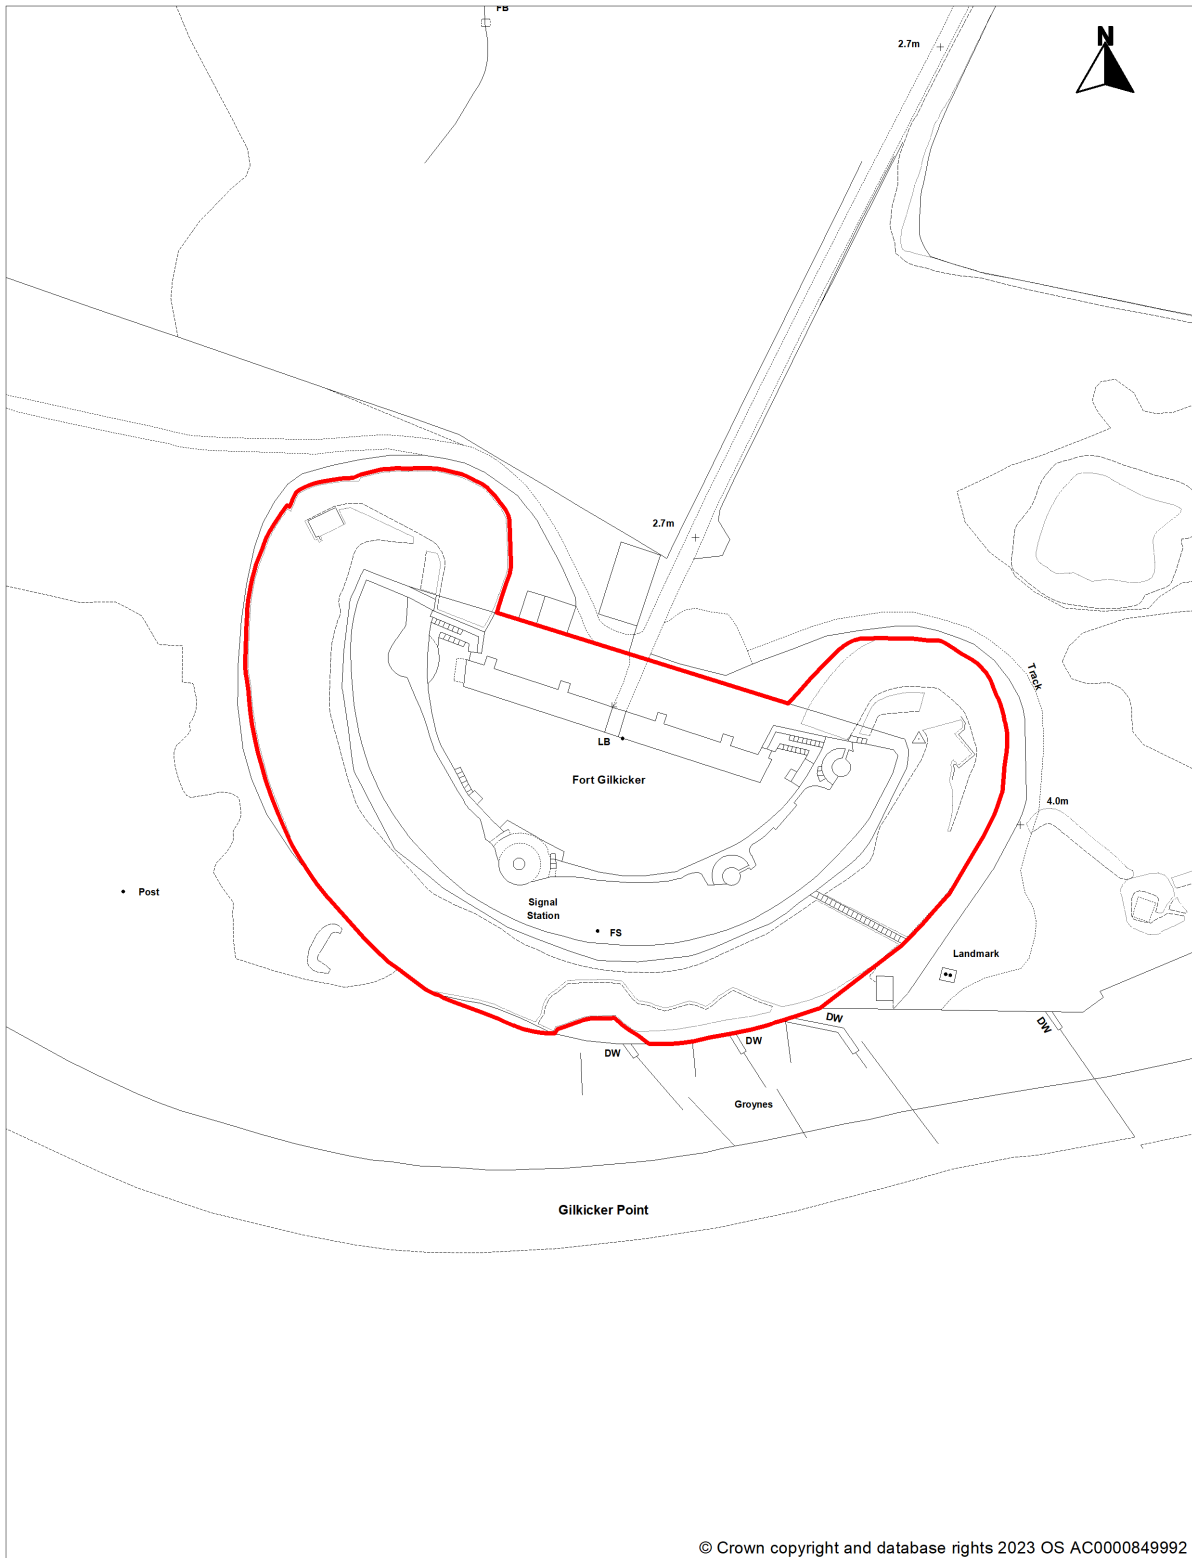 FB
2.7m
N
2.7m
Track
LB
Fort Gilkicker
4.0m
Post
Signal
Station
FS
Landmark
DW
DW
DW
DW
Groynes
Gilkicker Point
© Crown copyright and database rights 2023 OS AC0000849992